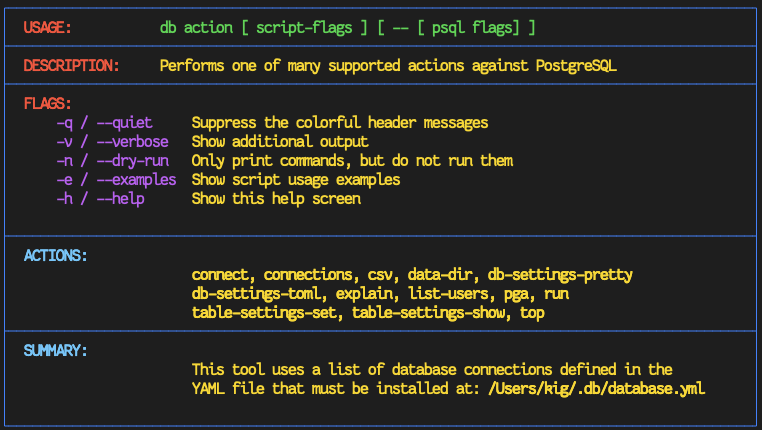 USAGE: db action [ script-flags ] [ -- [ psql flags] ]
DESCRIPTION: Performs one of many supported actions against PostgreSQL
FLAGS:
-q / --quiet Suppress the colorful header messages
-v / --verbose Show additional output
-n / --dry-run Only print commands, but do not run them
-e / --examples Show script usage examples
-h / --help Show this help screen
ACTIONS:
connect, connections, csv, data-dir, db-settings-pretty
db-settings-toml, explain, list-users, pga, run
table-settings-set, table-settings-show, top
SUMMARY:
This tool uses a list of database connections defined in the
YAML file that must be installed at: /Users/kig/.db/database.yml